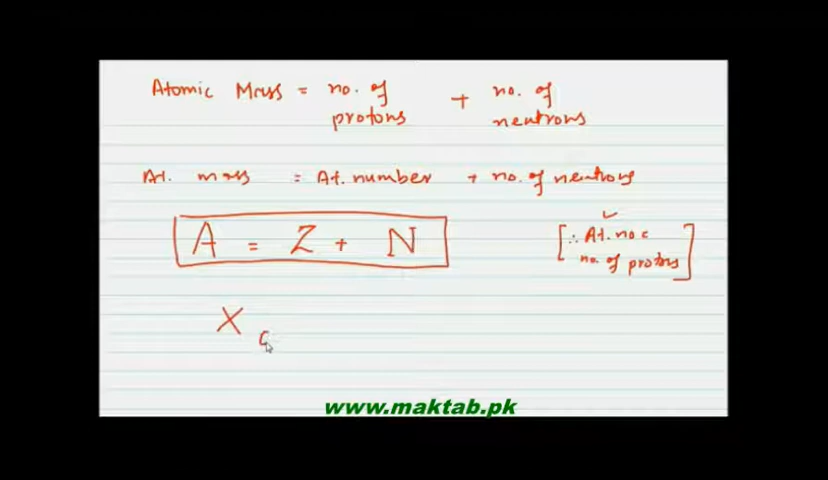 Atomic Mass = no. of protons + no. of neutrons
At. mass = At. number + no. of neutrons
A = Z + N
[∴ At. no = no. of protons]
X
www.maktab.pk